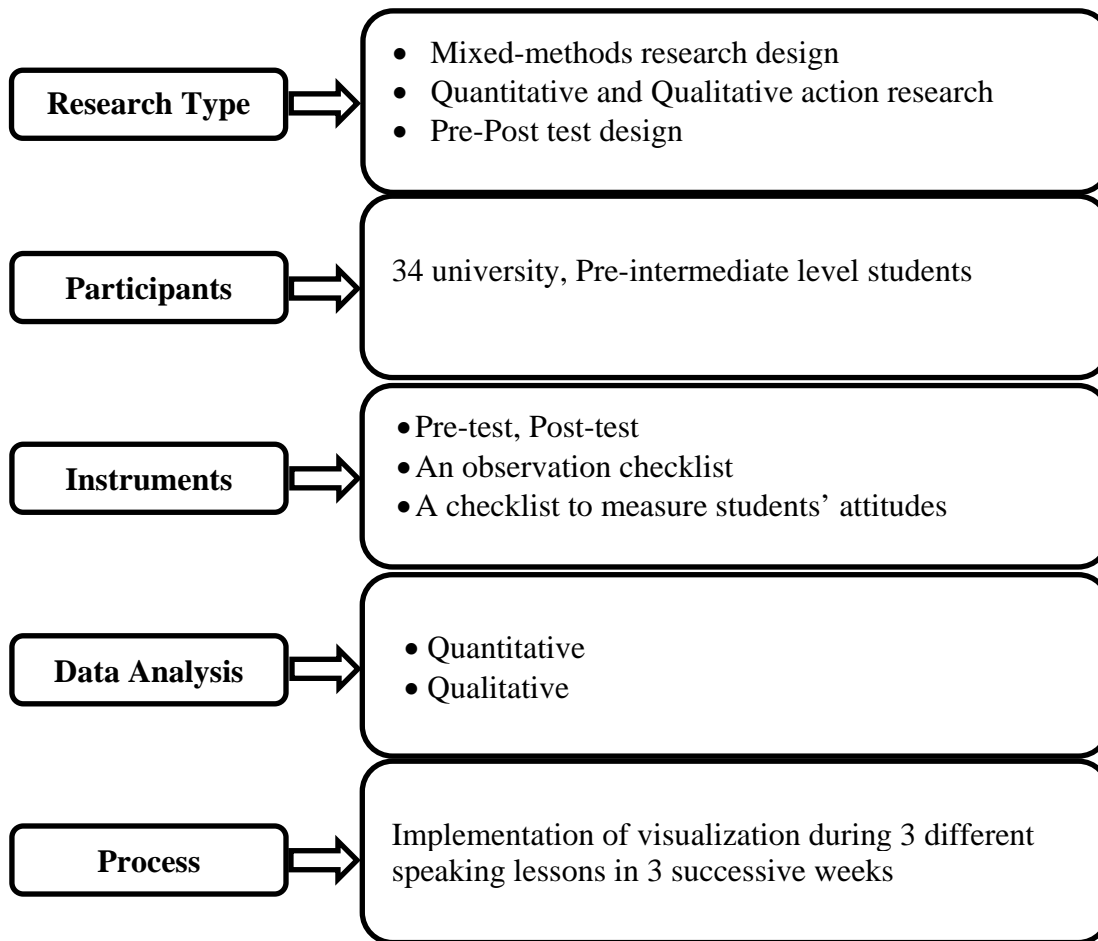 Research Type
• Mixed-methods research design
• Quantitative and Qualitative action research
• Pre-Post test design
Participants
34 university, Pre-intermediate level students
Instruments
• Pre-test, Post-test
• An observation checklist
• A checklist to measure students’ attitudes
Data Analysis
• Quantitative
• Qualitative
Process
Implementation of visualization during 3 different
speaking lessons in 3 successive weeks